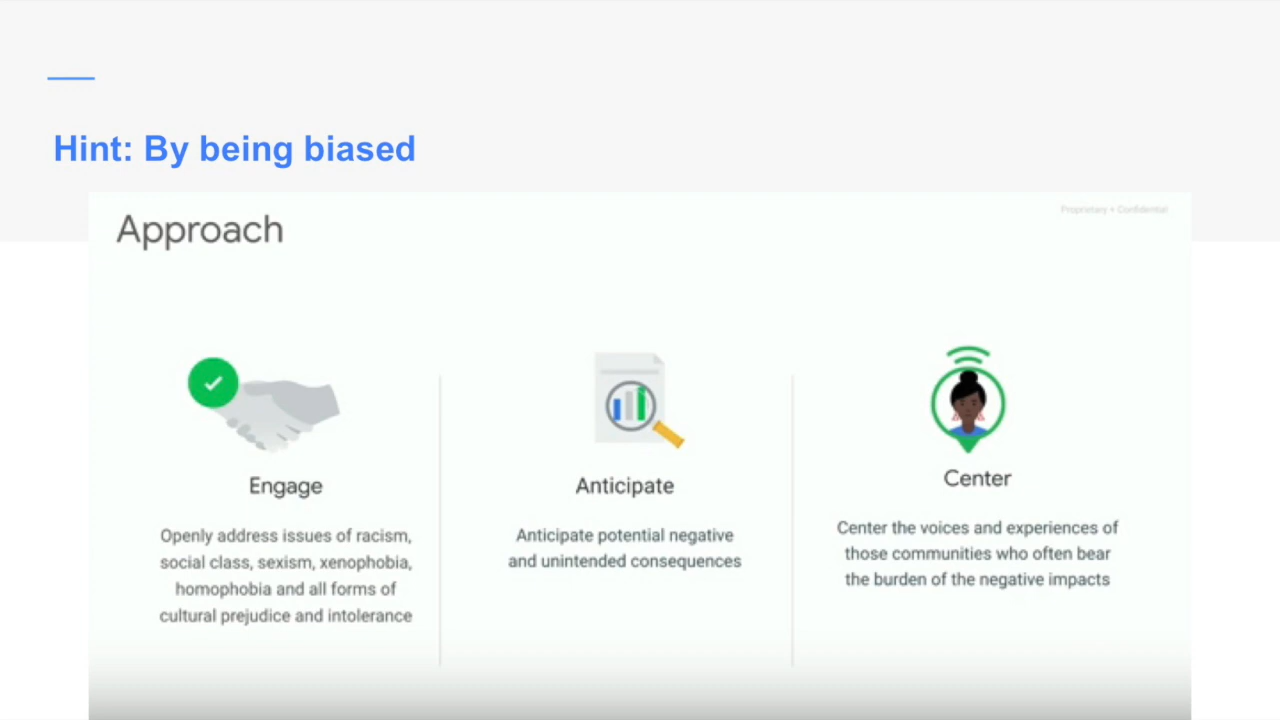 Hint: By being biased
Approach
Proprietary + Confidential
Engage
Openly address issues of racism,
social class, sexism, xenophobia,
homophobia and all forms of
cultural prejudice and intolerance
Anticipate
Anticipate potential negative
and unintended consequences
Center
Center the voices and experiences of
those communities who often bear
the burden of the negative impacts